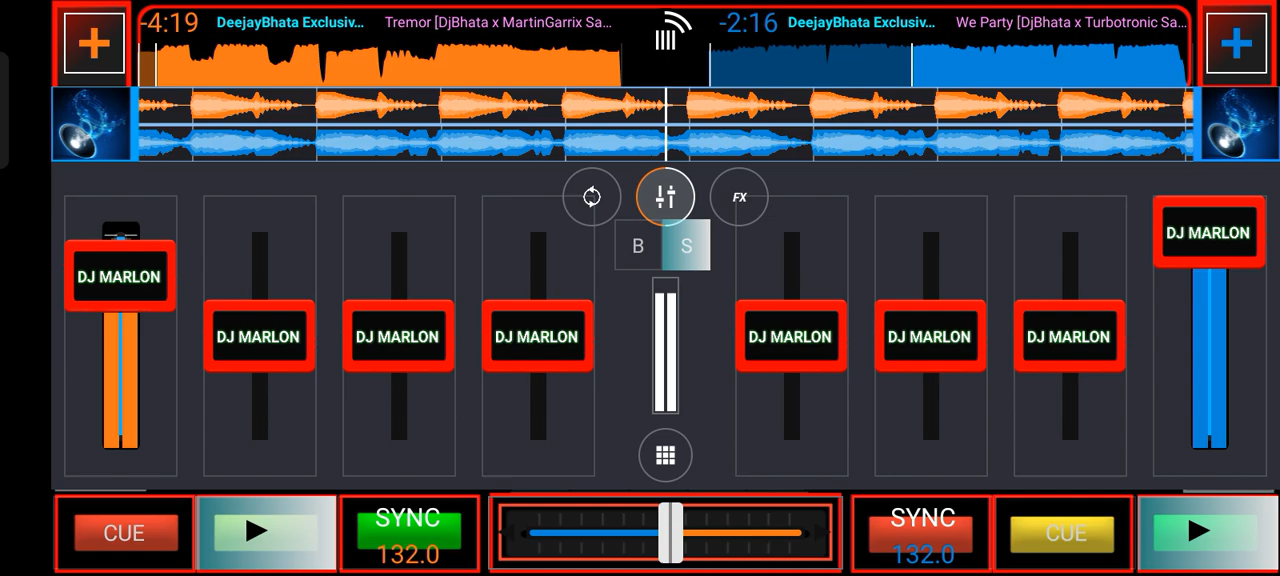 -4:19 DeejayBhata Exclusiv... Tremor [DjBhata x MartinGarrix Sa...
-2:16 DeejayBhata Exclusiv... We Party [DjBhata x Turbotronic Sa...
FX
B S
DJ MARLON
DJ MARLON
DJ MARLON
DJ MARLON
DJ MARLON
DJ MARLON
DJ MARLON
DJ MARLON
CUE
SYNC
132.0
SYNC
132.0
CUE